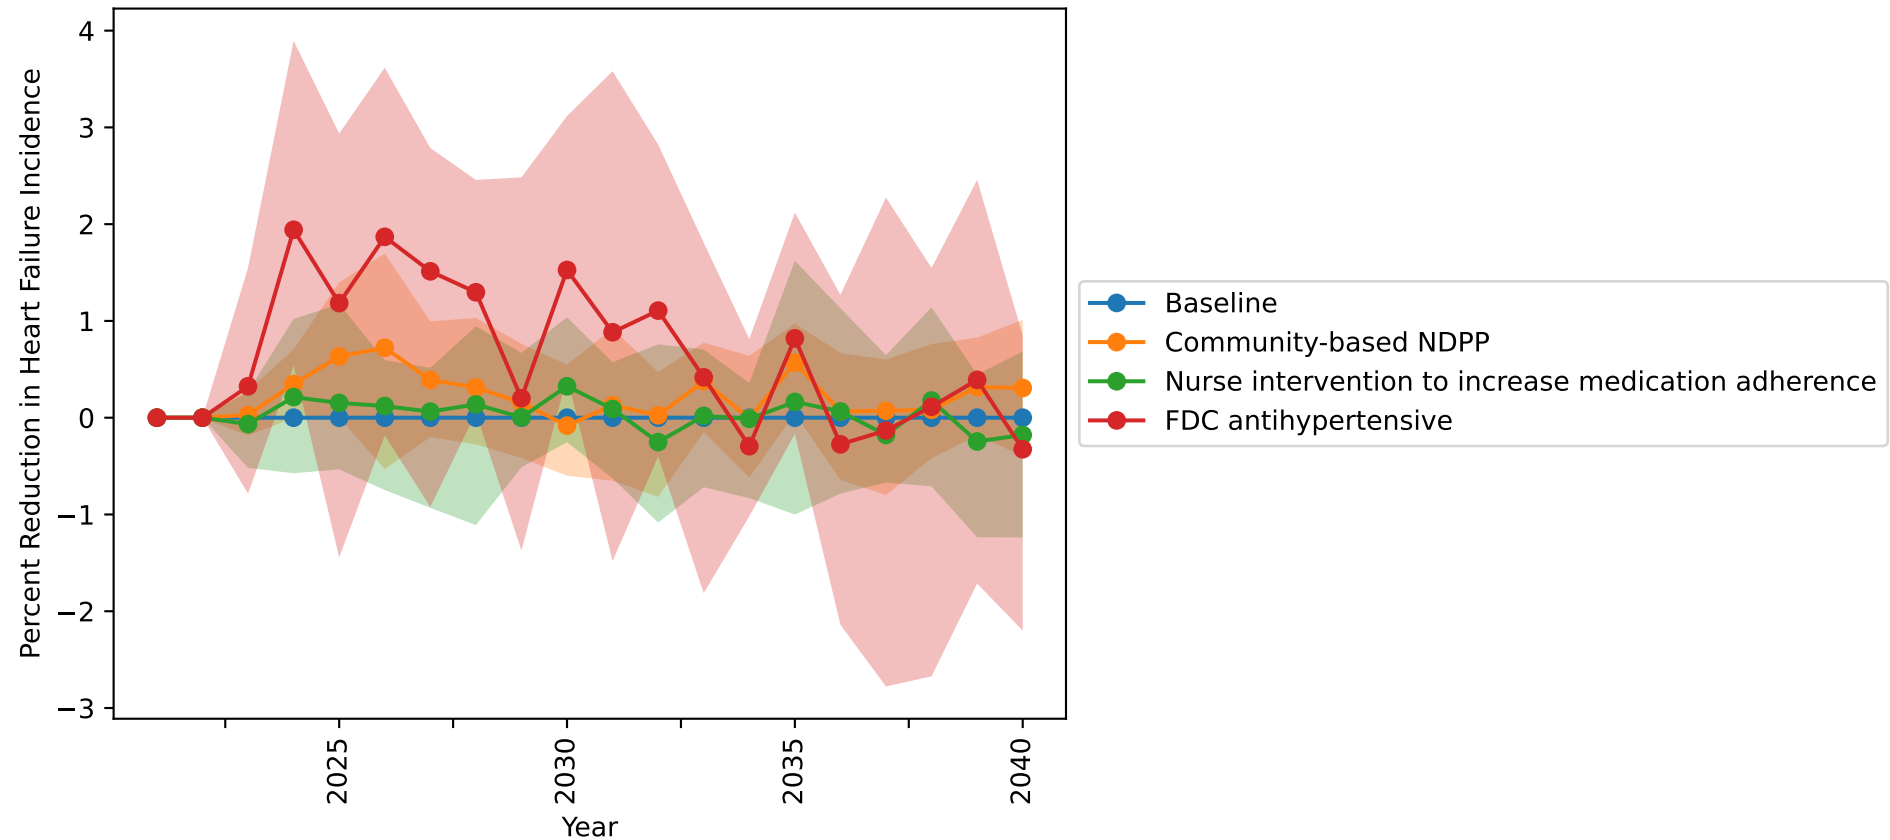 Percent Reduction in Heart Failure Incidence
4
3
2
1
0
−1
−2
−3
2025
2030
2035
2040
Year
Baseline
Community-based NDPP
Nurse intervention to increase medication adherence
FDC antihypertensive